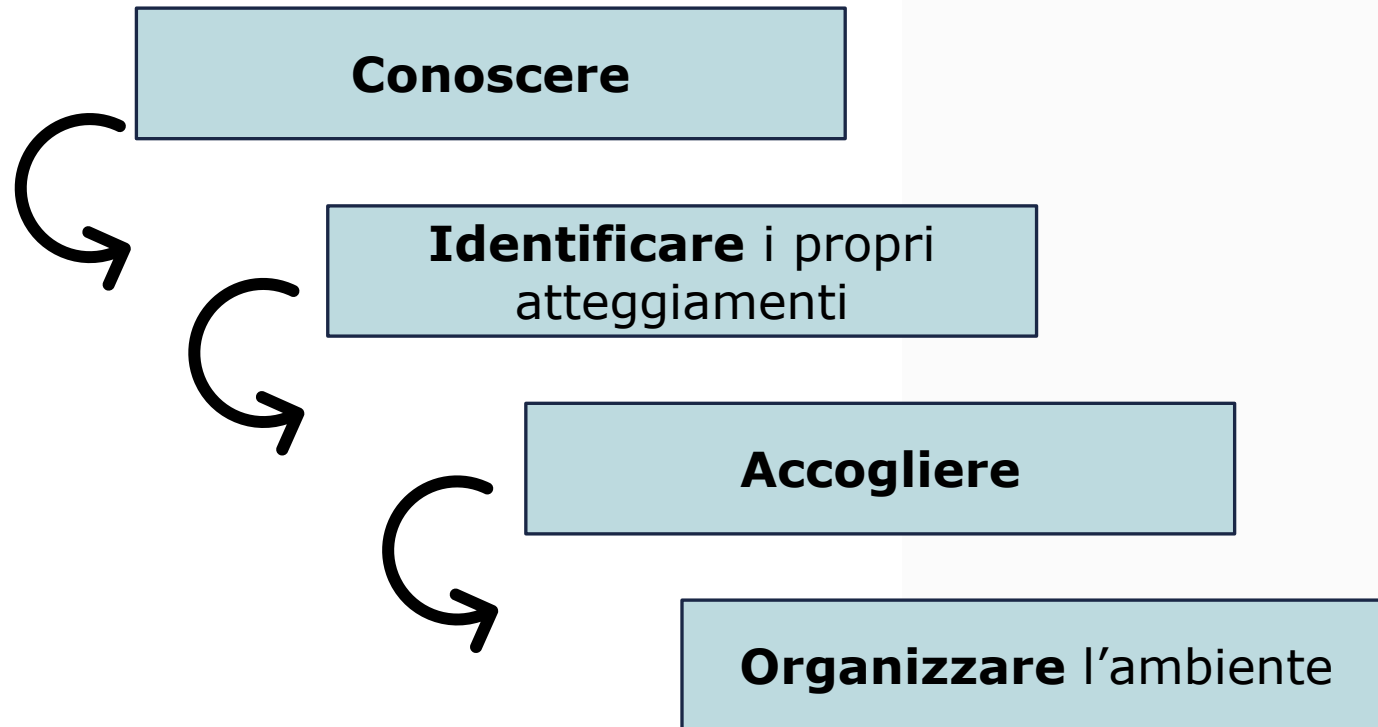 Conoscere
Identificare i propri
atteggiamenti
Accogliere
Organizzare l’ambiente